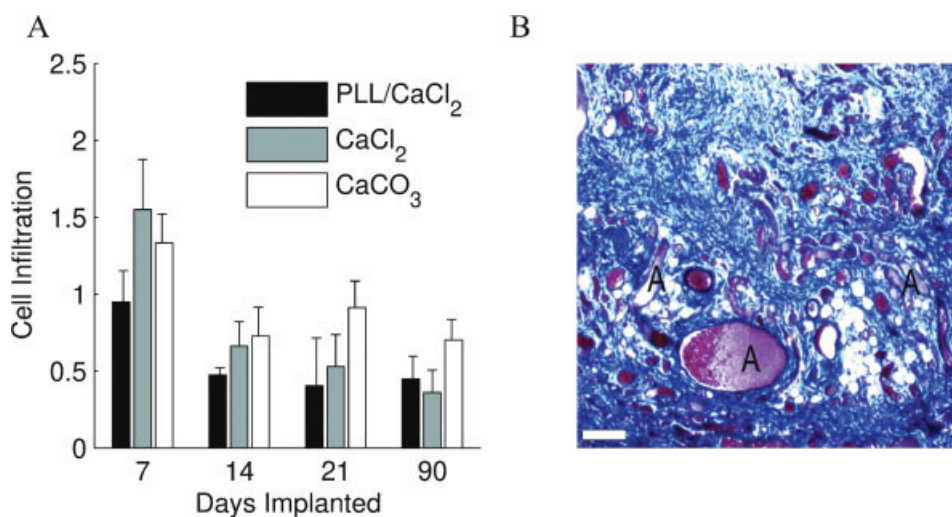 A
B
2.5
2
1.5
1
0.5
0
Cell Infiltration
PLL/CaCl₂
CaCl₂
CaCO₃
7 14 21 90
Days Implanted
A
A
A